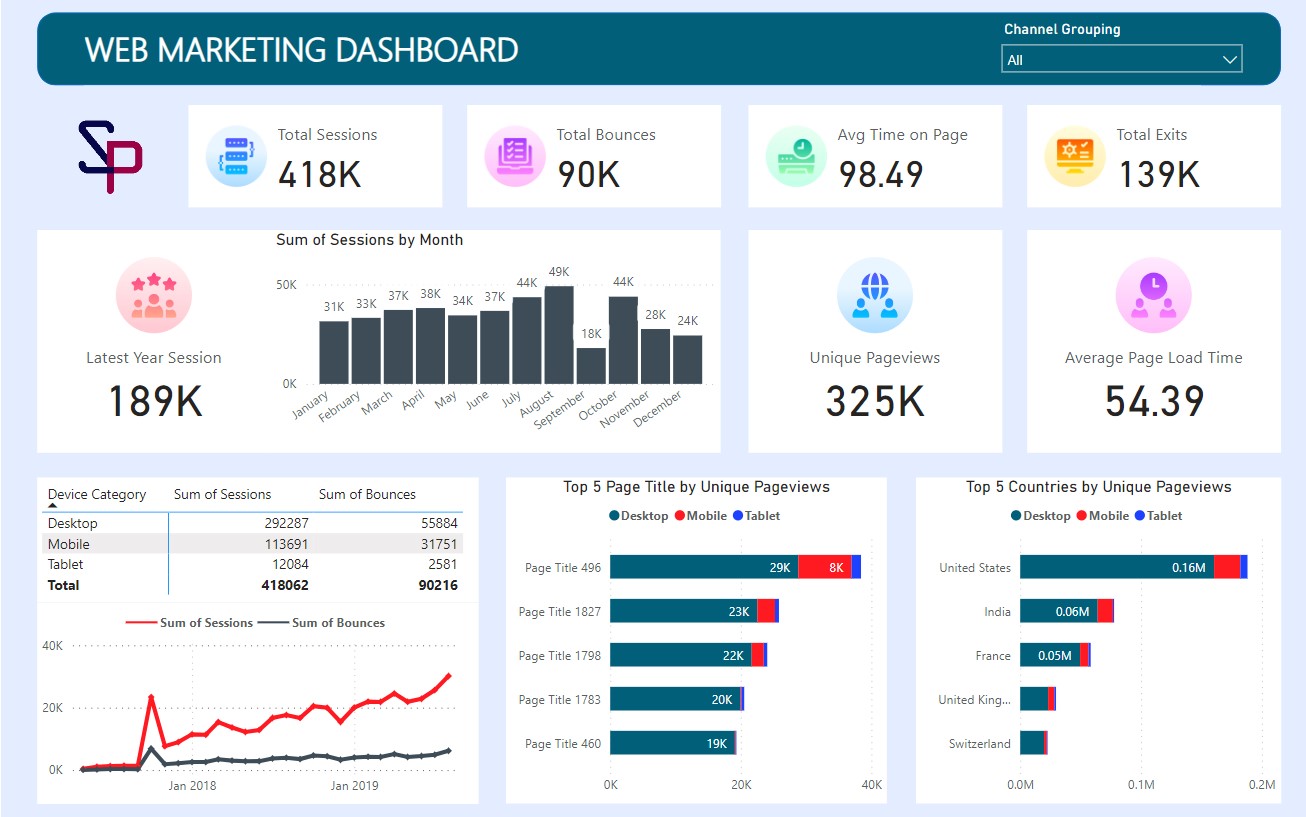 WEB MARKETING DASHBOARD
Channel Grouping
All
SP
Total Sessions
418K
Total Bounces
90K
Avg Time on Page
98.49
Total Exits
139K
Latest Year Session
189K
Sum of Sessions by Month
50K
0K
31K 33K 37K 38K 34K 37K 44K 49K 18K 44K 28K 24K
January February March April May June July August September October November December
Unique Pageviews
325K
Average Page Load Time
54.39
Device Category Sum of Sessions Sum of Bounces
Desktop 292287 55884
Mobile 113691 31751
Tablet 12084 2581
Total 418062 90216
Sum of Sessions Sum of Bounces
40K
20K
0K
Jan 2018 Jan 2019
Top 5 Page Title by Unique Pageviews
Desktop Mobile Tablet
Page Title 496 29K 8K
Page Title 1827 23K
Page Title 1798 22K
Page Title 1783 20K
Page Title 460 19K
0K 20K 40K
Top 5 Countries by Unique Pageviews
Desktop Mobile Tablet
United States 0.16M
India 0.06M
France 0.05M
United King...
Switzerland
0.0M 0.1M 0.2M